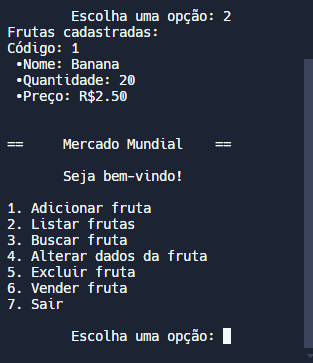 Escolha uma opção: 2
Frutas cadastradas:
Código: 1
•Nome: Banana
•Quantidade: 20
•Preço: R$2.50
== Mercado Mundial ==
Seja bem-vindo!
1. Adicionar fruta
2. Listar frutas
3. Buscar fruta
4. Alterar dados da fruta
5. Excluir fruta
6. Vender fruta
7. Sair
Escolha uma opção: